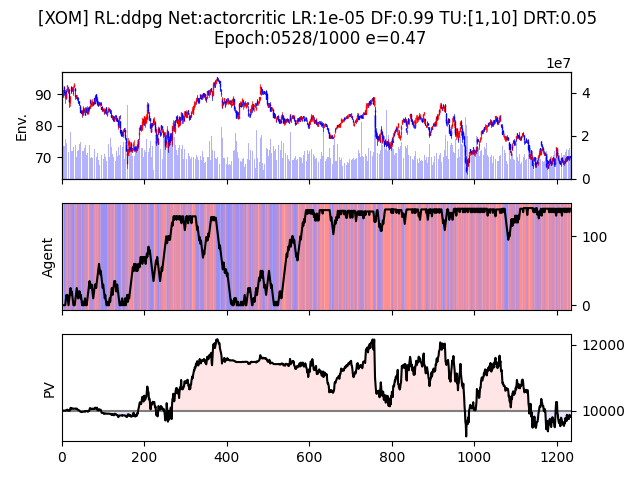 [XOM] RL:ddpg Net:actorcritic LR:1e-05 DF:0.99 TU:[1,10] DRT:0.05
Epoch:0528/1000 e=0.47
1e7
Env.
90
80
70
4
2
0
Agent
100
0
PV
12000
10000
0
200
400
600
800
1000
1200